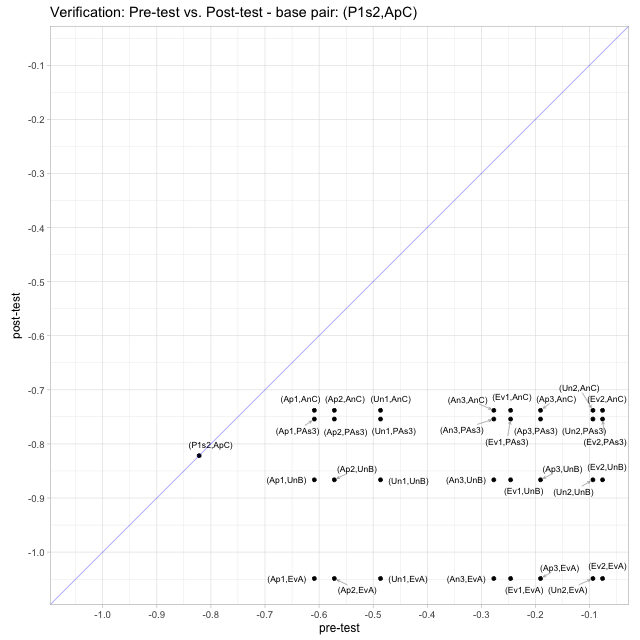 Verification: Pre-test vs. Post-test - base pair: (P1s2,ApC)
-0.1
-0.2
-0.3
-0.4
-0.5
-0.6
-0.7
-0.8
-0.9
-1.0
post-test
(Un2,AnC)
(Ap1,AnC) (Ap2,AnC) (Un1,AnC) (An3,AnC) (Ev1,AnC) (Ap3,AnC) (Ev2,AnC)
(Ap1,PAs3) (Ap2,PAs3) (Un1,PAs3) (An3,PAs3) (Ap3,PAs3) (Un2,PAs3)
(Ev1,PAs3) (Ev2,PAs3)
(P1s2,ApC)
(Ap2,UnB) (Ap3,UnB) (Ev2,UnB)
(Ap1,UnB) (Un1,UnB) (An3,UnB)
(Ev1,UnB) (Un2,UnB)
(Ap3,EvA) (Ev2,EvA)
(Ap1,EvA) (Un1,EvA) (An3,EvA)
(Ap2,EvA) (Ev1,EvA) (Un2,EvA)
-1.0 -0.9 -0.8 -0.7 -0.6 -0.5 -0.4 -0.3 -0.2 -0.1
pre-test